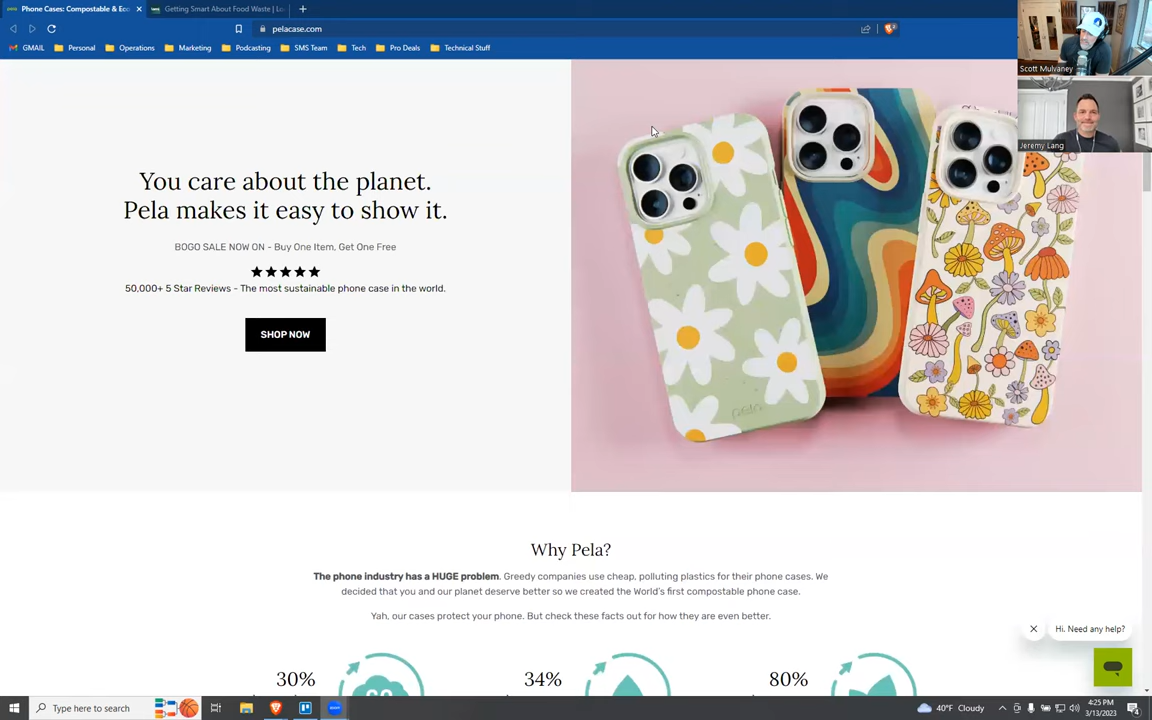 Phone Cases: Compostable & Ec
Getting Smart About Food Waste | L
pelacase.com
GMAIL
Personal
Operations
Marketing
Podcasting
SMS Team
Tech
Pro Deals
Technical Stuff
Scott Mulvaney
Jeremy Lang
You care about the planet.
Pela makes it easy to show it.
BOGO SALE NOW ON - Buy One Item, Get One Free
50,000+ 5 Star Reviews - The most sustainable phone case in the world.
SHOP NOW
pela
Why Pela?
The phone industry has a HUGE problem. Greedy companies use cheap, polluting plastics for their phone cases. We
decided that you and our planet deserve better so we created the World's first compostable phone case.
Yah, our cases protect your phone. But check these facts out for how they are even better.
Hi. Need any help?
30%
34%
80%
Type here to search
40°F Cloudy
4:25 PM
3/13/2023